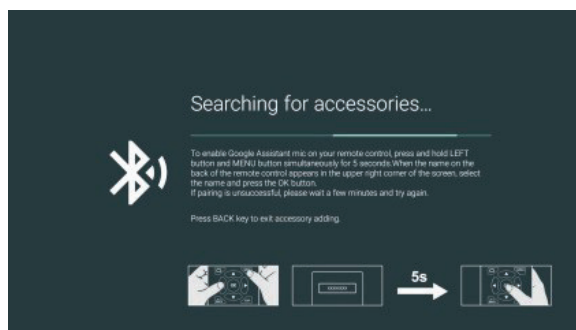 Searching for accessories...
To enable Google Assistant mic on your remote control, press and hold LEFT
button and MENU button simultaneously for 5 seconds.When the name on the
back of the remote control appears in the upper right corner of the screen, select
the name and press the OK button.
If pairing is unsuccessful, please wait a few minutes and try again.
Press BACK key to exit accessory adding.
5s
OK